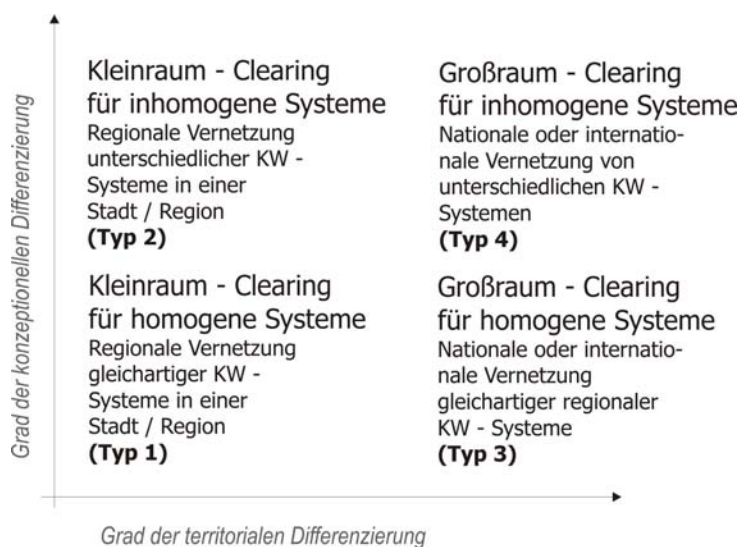 Grad der konzeptionellen Differenzierung
Kleinraum - Clearing
für inhomogene Systeme
Regionale Vernetzung
unterschiedlicher KW -
Systeme in einer
Stadt / Region
(Typ 2)
Großraum - Clearing
für inhomogene Systeme
Nationale oder internatio-
nale Vernetzung von
unterschiedlichen KW -
Systemen
(Typ 4)
Kleinraum - Clearing
für homogene Systeme
Regionale Vernetzung
gleichartiger KW -
Systeme in einer
Stadt / Region
(Typ 1)
Großraum - Clearing
für homogene Systeme
Nationale oder internatio-
nale Vernetzung
gleichartiger regionaler
KW - Systeme
(Typ 3)
Grad der territorialen Differenzierung